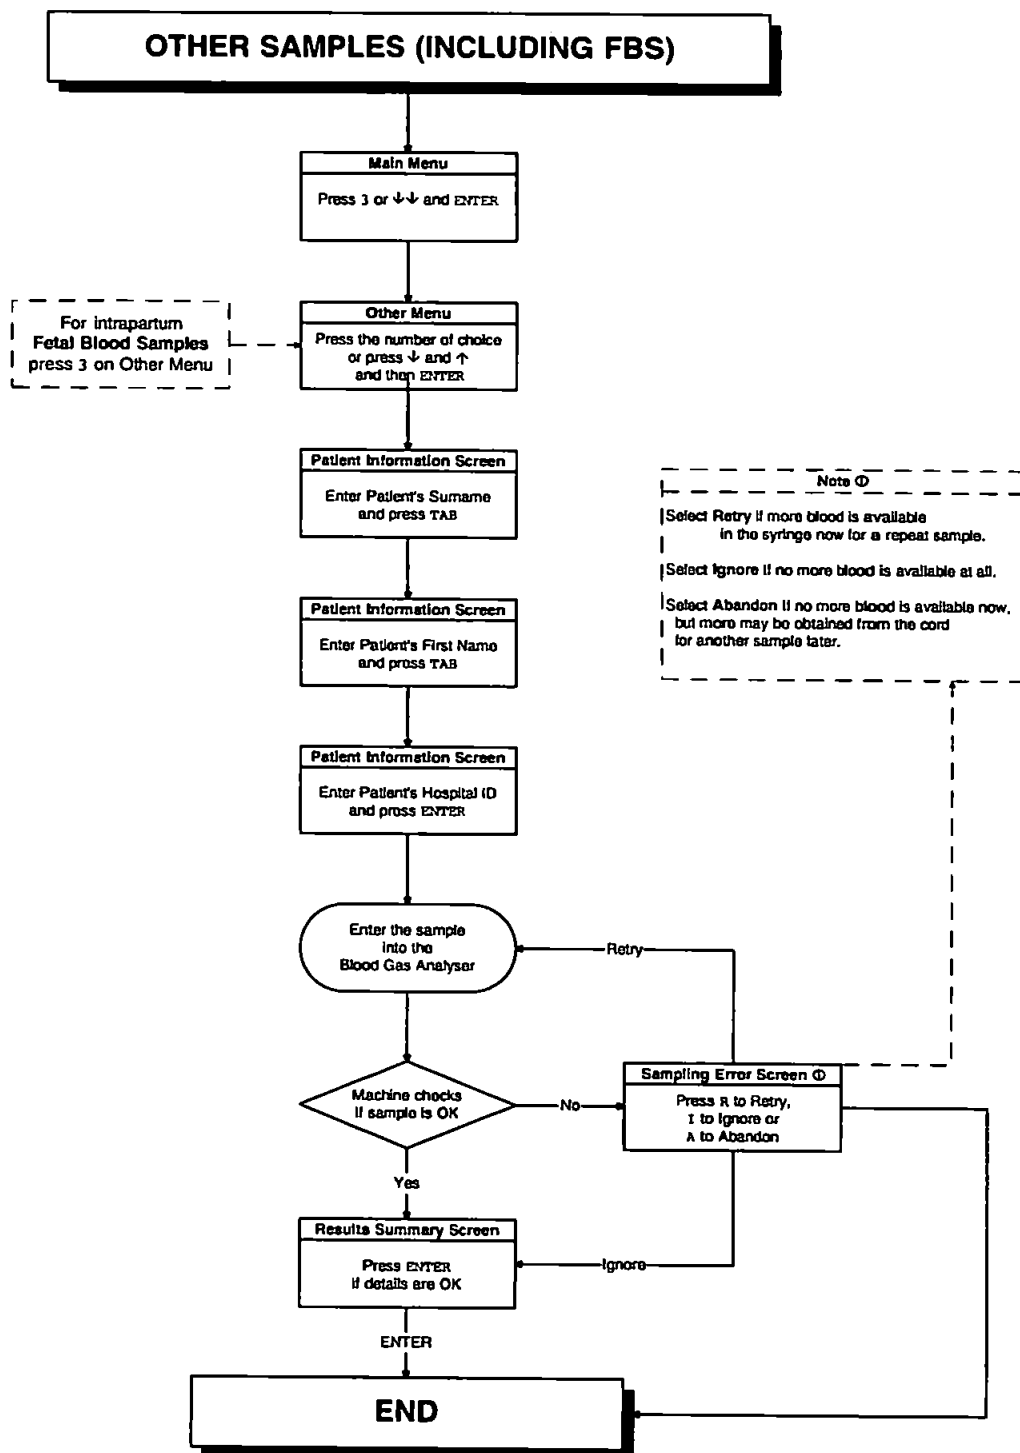 OTHER SAMPLES (INCLUDING FBS)
Main Menu
Press 3 or ↓↓ and ENTER
For intrapartum
Fetal Blood Samples
press 3 on Other Menu
Other Menu
Press the number of choice
or press ↓ and ↑
and then ENTER
Patient Information Screen
Enter Patient's Surname
and press TAB
Note ①
Select Retry if more blood is available
in the syringe now for a repeat sample.
Select Ignore if no more blood is available at all.
Select Abandon if no more blood is available now,
but more may be obtained from the cord
for another sample later.
Patient Information Screen
Enter Patient's First Name
and press TAB
Patient Information Screen
Enter Patient's Hospital ID
and press ENTER
Enter the sample
into the
Blood Gas Analyser
Retry
Machine checks
if sample is OK
No
Sampling Error Screen ①
Press R to Retry,
I to Ignore or
A to Abandon
Yes
Results Summary Screen
Press ENTER
if details are OK
Ignore
ENTER
END